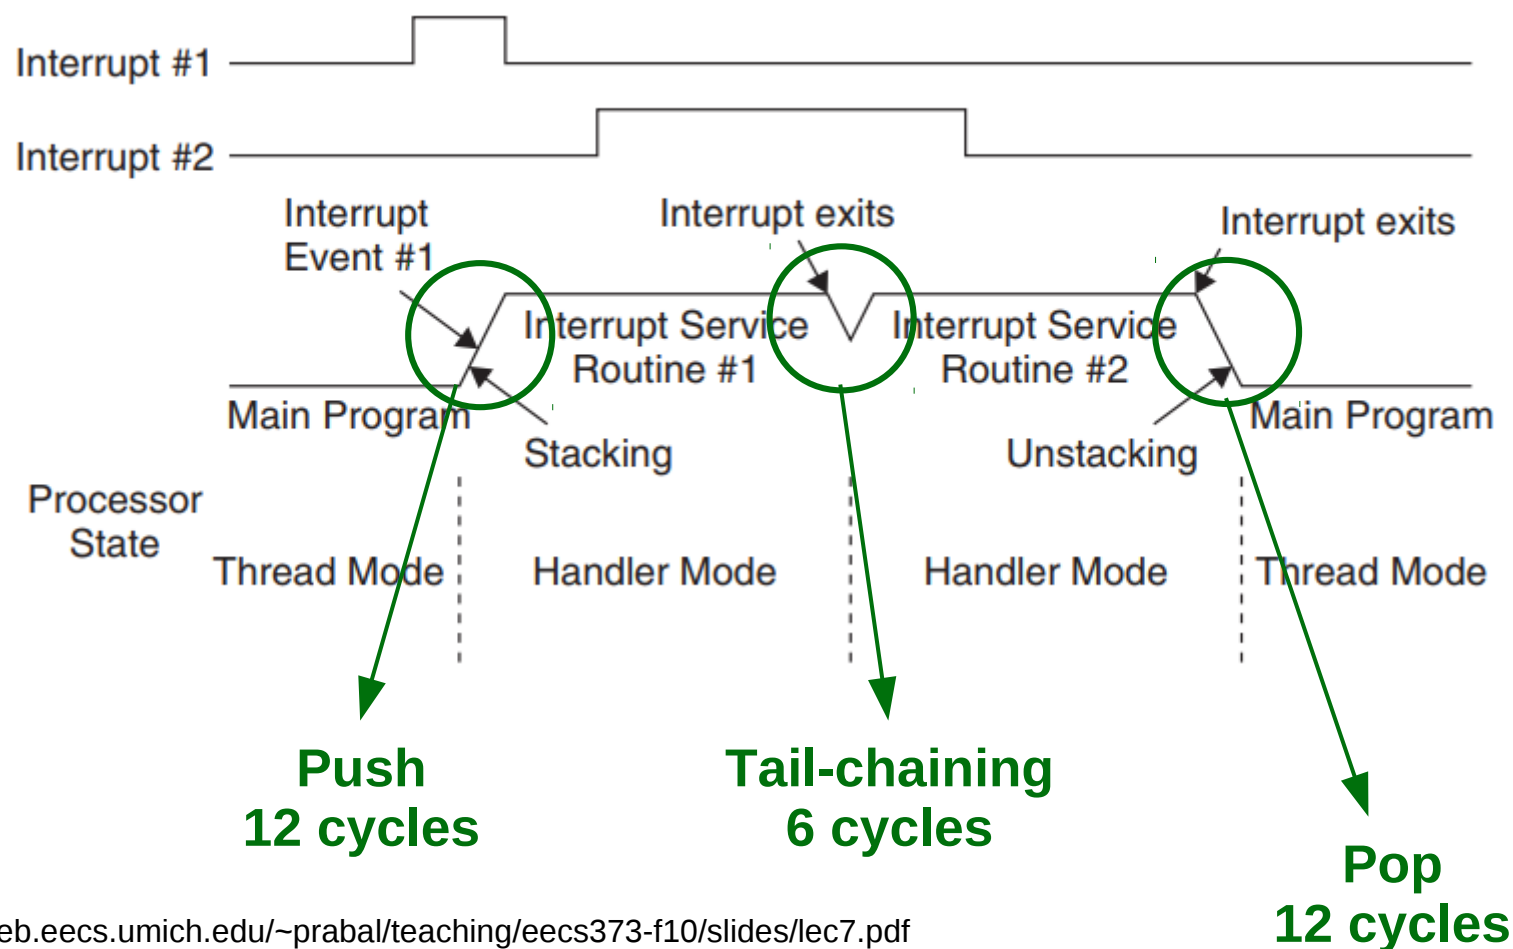 Interrupt #1
Interrupt #2
Interrupt
Event #1
Interrupt exits
Interrupt exits
Interrupt Service
Routine #1
Interrupt Service
Routine #2
Main Program
Main Program
Stacking
Unstacking
Processor
State
Thread Mode
Handler Mode
Handler Mode
Thread Mode
Push
12 cycles
Tail-chaining
6 cycles
Pop
12 cycles
eb.eecs.umich.edu/~prabal/teaching/eecs373-f10/slides/lec7.pdf